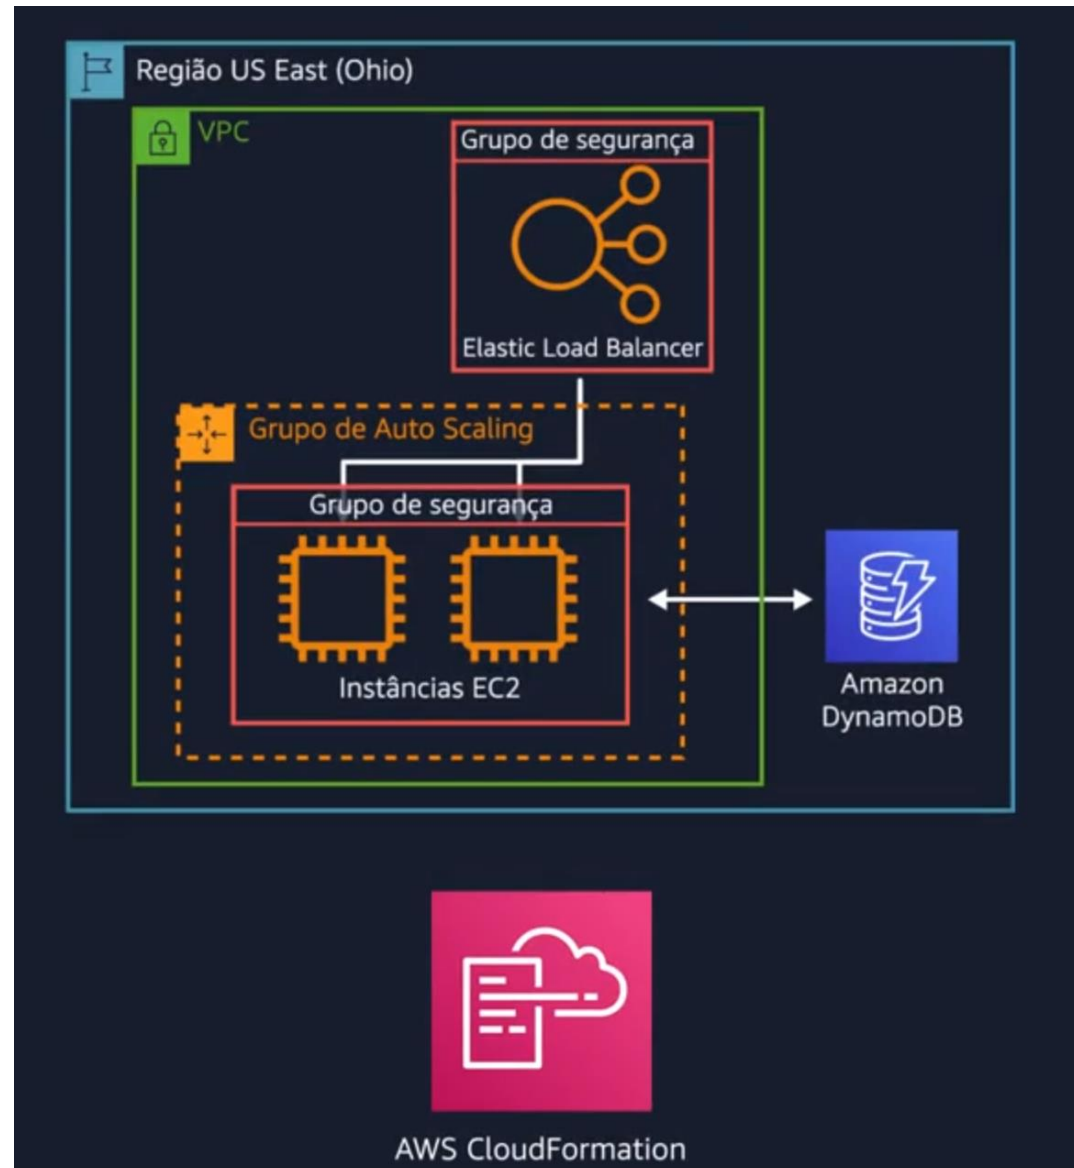 Região US East (Ohio)
VPC
Grupo de segurança
Elastic Load Balancer
Grupo de Auto Scaling
Grupo de segurança
Instâncias EC2
Amazon
DynamoDB
AWS CloudFormation